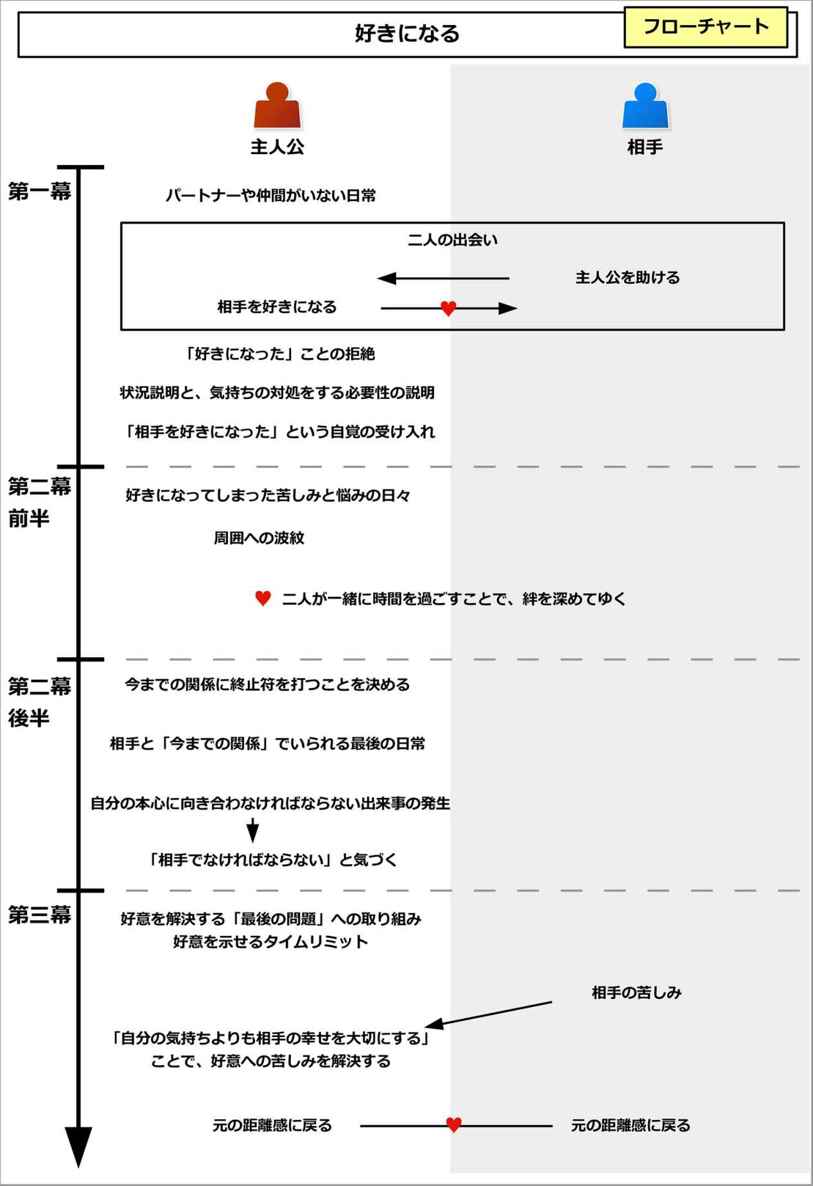 好きになる
フローチャート
主人公
相手
第一幕
パートナーや仲間がいない日常
二人の出会い
主人公を助ける
相手を好きになる
「好きになった」ことの拒絶
状況説明と、気持ちの対処をする必要性の説明
「相手を好きになった」という自覚の受け入れ
第二幕
前半
好きになってしまった苦しみと悩みの日々
周囲への波紋
二人が一緒に時間を過ごすことで、絆を深めてゆく
第二幕
後半
今までの関係に終止符を打つことを決める
相手と「今までの関係」でいられる最後の日常
自分の本心に向き合わなければならない出来事の発生
「相手でなければならない」と気づく
第三幕
好意を解決する「最後の問題」への取り組み
好意を示せるタイムリミット
相手の苦しみ
「自分の気持ちよりも相手の幸せを大切にする」
ことで、好意への苦しみを解決する
元の距離感に戻る
元の距離感に戻る